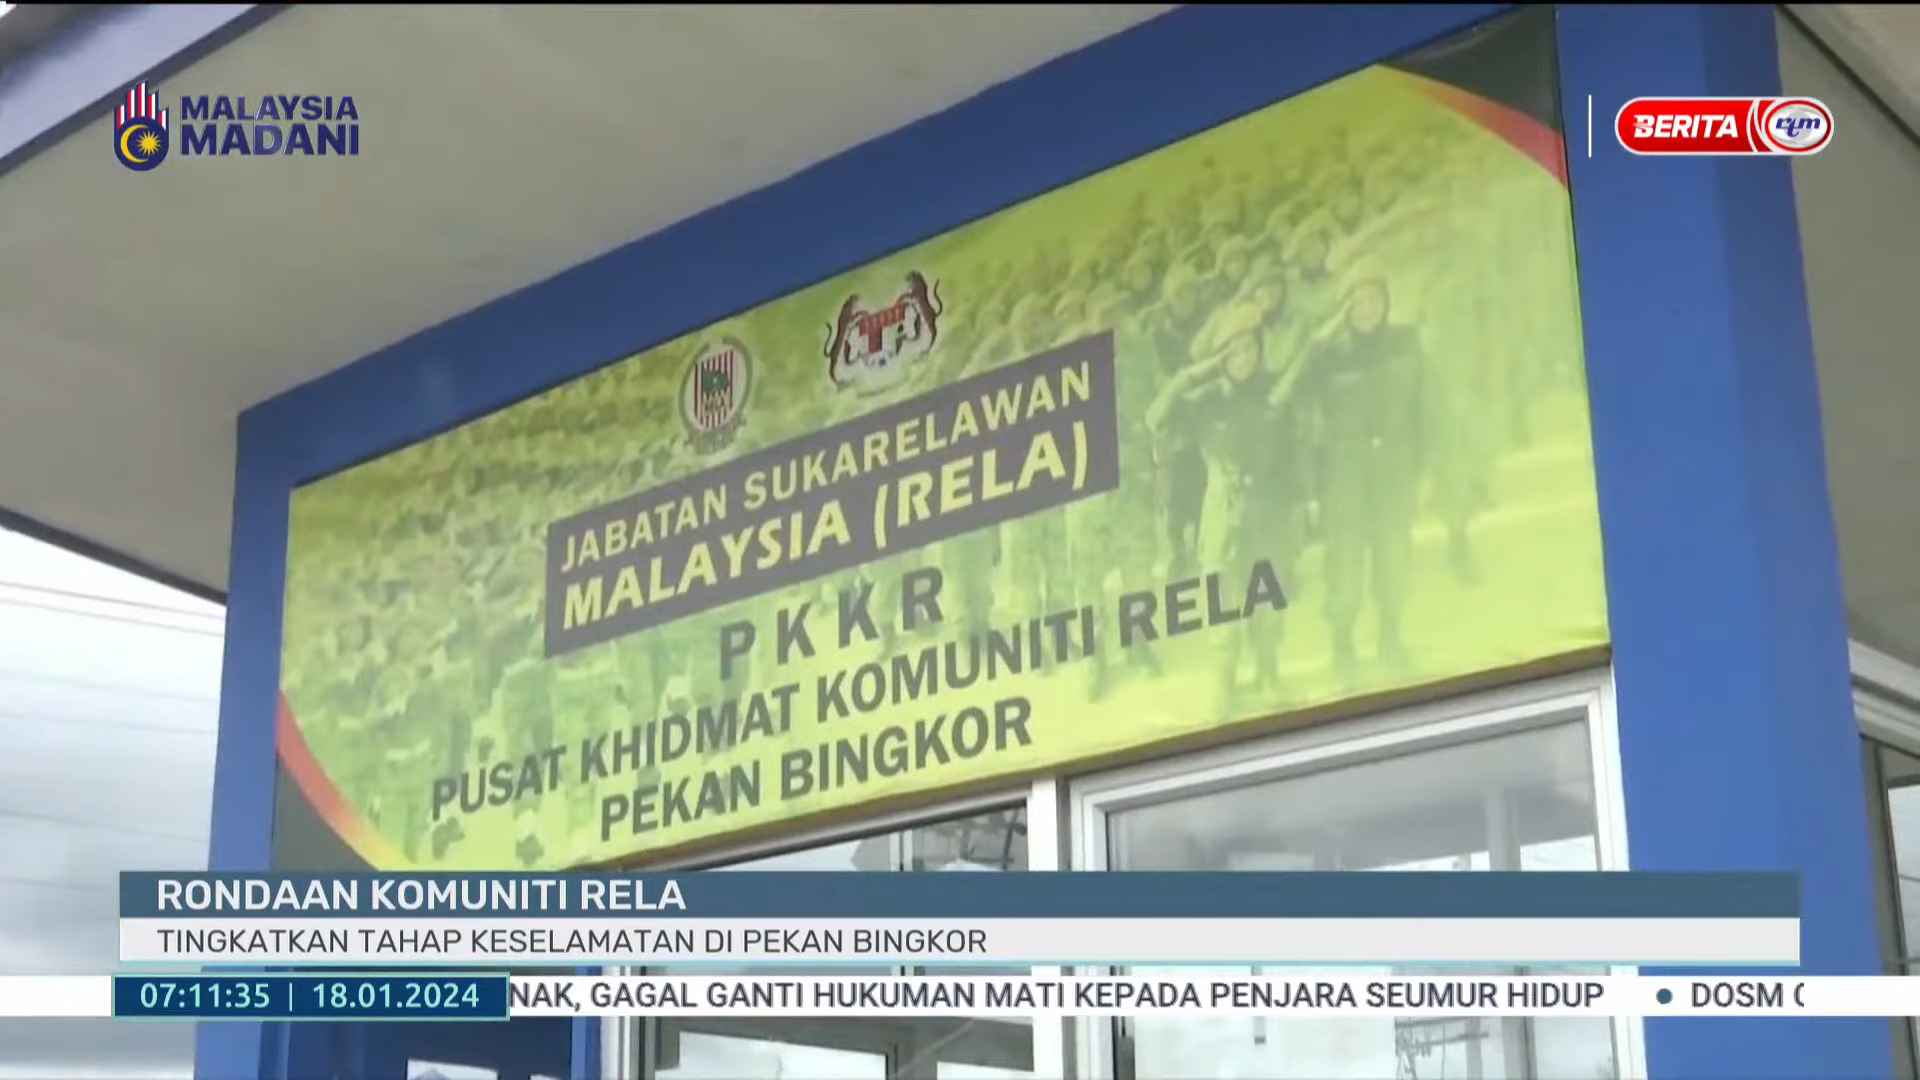 MALAYSIA
MADANI
BERITA rtm
JABATAN SUKARELAWAN
MALAYSIA (RELA)
PKKR
PUSAT KHIDMAT KOMUNITI RELA
PEKAN BINGKOR
RONDAAN KOMUNITI RELA
TINGKATKAN TAHAP KESELAMATAN DI PEKAN BINGKOR
07:11:35 | 18.01.2024 NAK, GAGAL GANTI HUKUMAN MATI KEPADA PENJARA SEUMUR HIDUP • DOSM